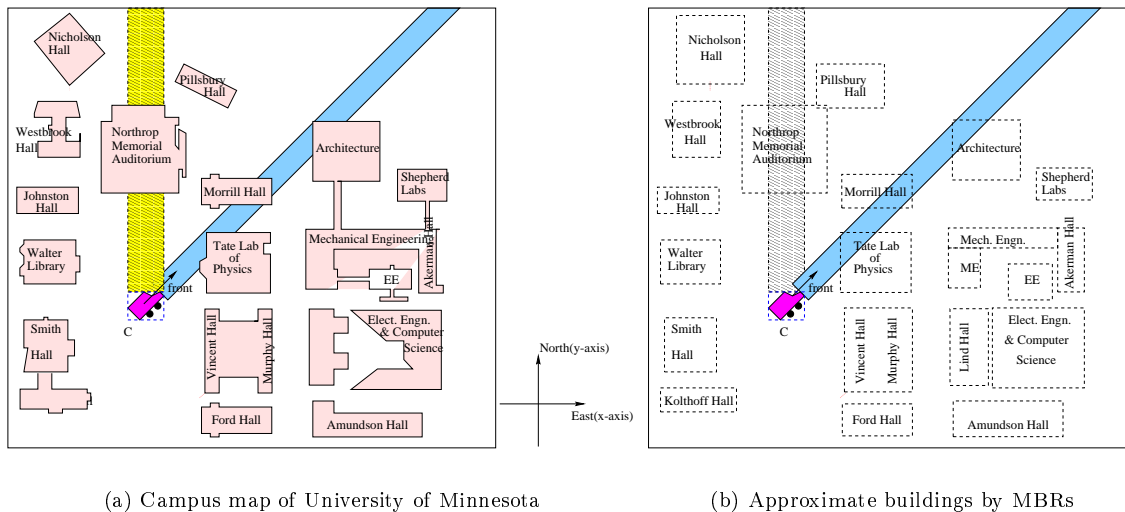 Nicholson
Hall
Pillsbury
Hall
Westbrook
Hall
Northrop
Memorial
Auditorium
Architecture
Johnston
Hall
Morrill Hall
Shepherd
Labs
Walter
Library
Tate Lab
of
Physics
Mechanical Engineering
Akerman Hall
EE
front
C
Smith
Hall
Vincent Hall
Murphy Hall
Elect. Engn.
& Computer
Science
Ford Hall
Amundson Hall
North(y-axis)
East(x-axis)
(a) Campus map of University of Minnesota
Nicholson
Hall
Pillsbury
Hall
Westbrook
Hall
Northrop
Memorial
Auditorium
Architecture
Johnston
Hall
Morrill Hall
Shepherd
Labs
Walter
Library
Tate Lab
of
Physics
Mech. Engn.
ME
EE
Akerman Hall
front
C
Smith
Hall
Vincent Hall
Murphy Hall
Lind Hall
Elect. Engn.
& Computer
Science
Kolthoff Hall
Ford Hall
Amundson Hall
(b) Approximate buildings by MBRs